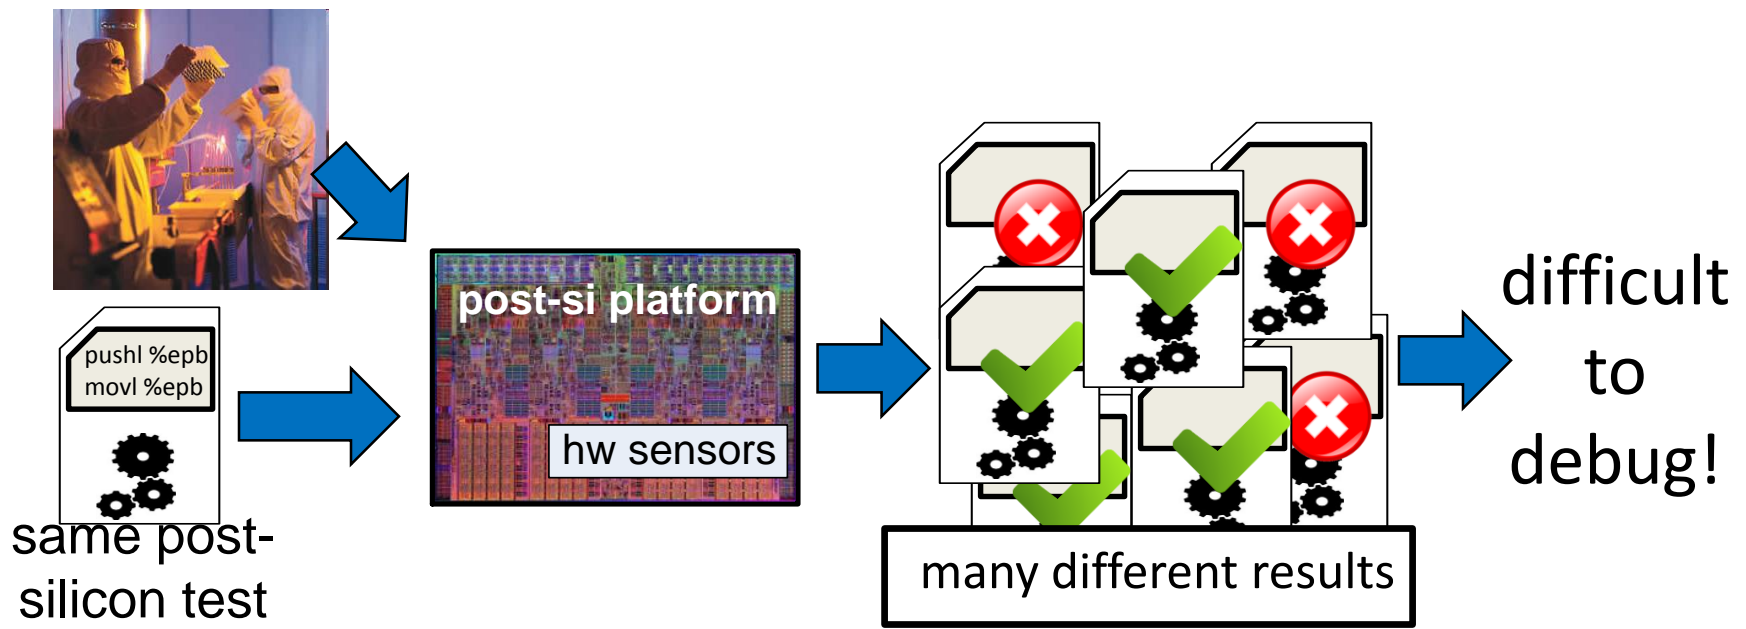 pushl %epb
movl %epb
same post-
silicon test
post-si platform
hw sensors
many different results
difficult
to
debug!